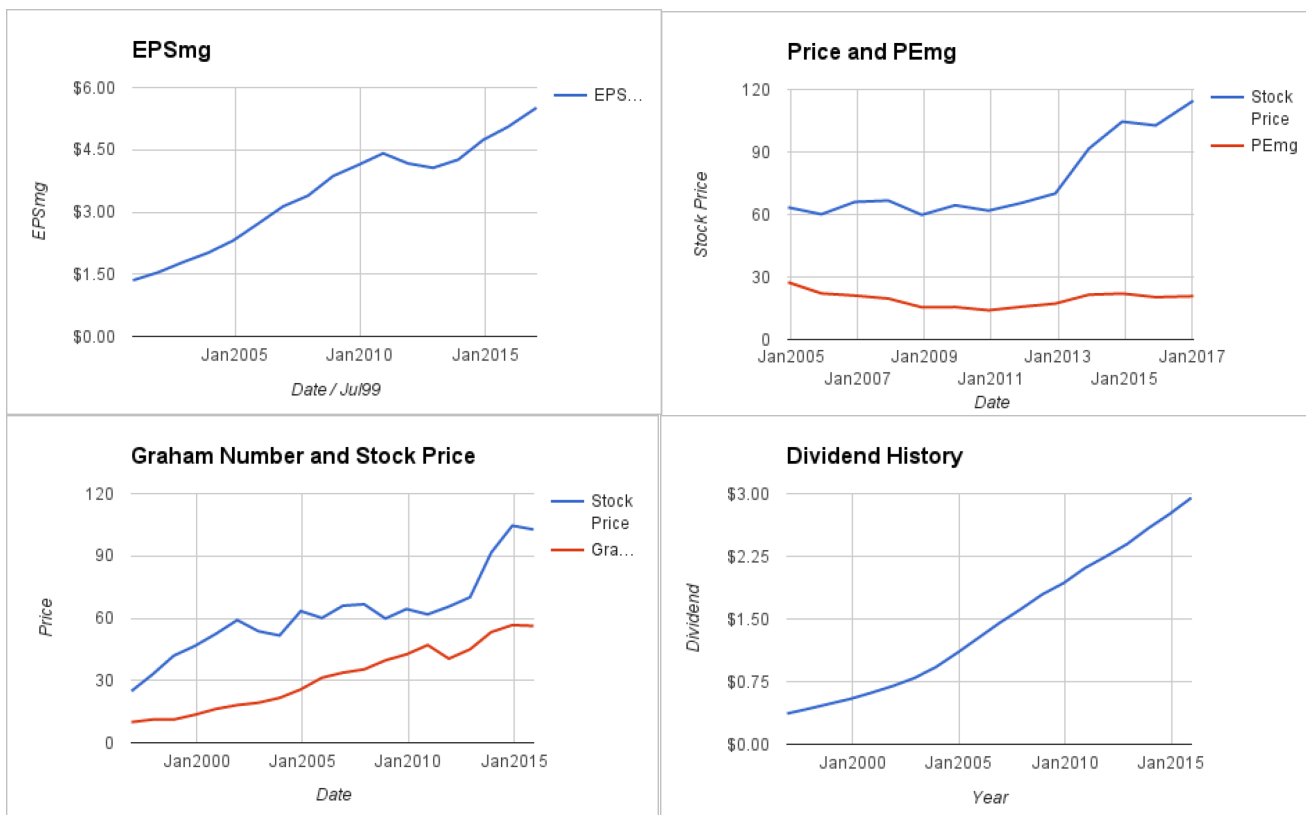 EPSmg
$6.00
$4.50
$3.00
$1.50
$0.00
EPSmg
EPS...
Jan2005
Jan2010
Jan2015
Date / Jul99
Price and PEmg
120
90
60
30
0
Stock Price
Stock
Price
PEmg
Jan2005
Jan2009
Jan2013
Jan2017
Jan2007
Jan2011
Jan2015
Date
Graham Number and Stock Price
120
90
60
30
0
Price
Stock
Price
Gra...
Jan2000
Jan2005
Jan2010
Jan2015
Date
Dividend History
$3.00
$2.25
$1.50
$0.75
$0.00
Dividend
Jan2000
Jan2005
Jan2010
Jan2015
Year